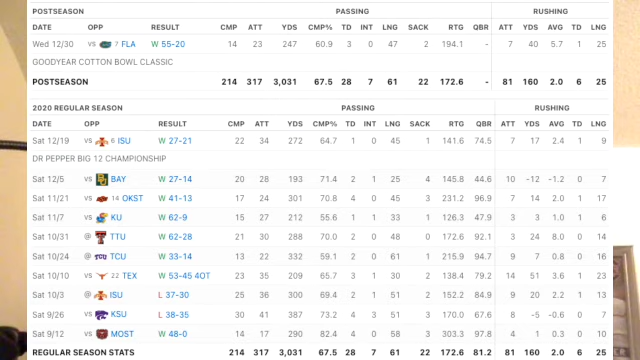 POSTSEASON PASSING RUSHING
DATE OPP RESULT CMP ATT YDS CMP% TD INT LNG SACK RTG QBR ATT YDS AVG TD LNG
Wed 12/30 vs 7 FLA W 55-20 14 23 247 60.9 3 0 47 2 194.1 - 7 40 5.7 1 25
GOODYEAR COTTON BOWL CLASSIC
POSTSEASON 214 317 3,031 67.5 28 7 61 22 172.6 - 81 160 2.0 6 25
2020 REGULAR SEASON PASSING RUSHING
DATE OPP RESULT CMP ATT YDS CMP% TD INT LNG SACK RTG QBR ATT YDS AVG TD LNG
Sat 12/19 vs 6 ISU W 27-21 22 34 272 64.7 1 0 45 1 141.6 74.5 7 17 2.4 1 9
DR PEPPER BIG 12 CHAMPIONSHIP
Sat 12/5 vs BAY W 27-14 20 28 193 71.4 2 1 25 4 145.8 44.6 10 -12 -1.2 0 7
Sat 11/21 vs 14 OKST W 41-13 17 24 301 70.8 4 0 45 3 231.2 96.9 7 14 2.0 1 17
Sat 11/7 vs KU W 62-9 15 27 212 55.6 1 1 33 1 126.3 47.9 3 3 1.0 1 6
Sat 10/31 @ TTU W 62-28 21 30 288 70.0 2 0 48 0 172.6 92.1 3 24 8.0 0 14
Sat 10/24 @ TCU W 33-14 13 22 332 59.1 2 0 61 1 215.9 94.7 9 7 0.8 0 16
Sat 10/10 vs 22 TEX W 53-45 4OT 23 35 209 65.7 3 1 30 2 138.4 79.2 14 51 3.6 1 23
Sat 10/3 @ ISU L 37-30 25 36 300 69.4 2 1 51 2 152.2 84.9 9 20 2.2 1 13
Sat 9/26 vs KSU L 38-35 30 41 387 73.2 4 3 51 3 170.0 67.6 8 -5 -0.6 0 7
Sat 9/12 vs MOST W 48-0 14 17 290 82.4 4 0 58 3 303.3 97.8 4 1 0.3 0 10
REGULAR SEASON STATS 214 317 3,031 67.5 28 7 61 22 172.6 81.2 81 160 2.0 6 25